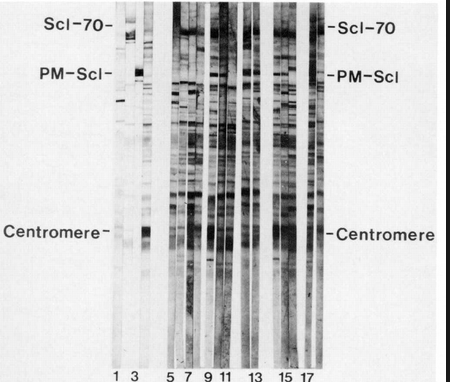 Scl-70- -Scl-70
PM-Scl- -PM-Scl
Centromere- -Centromere
1 3 5 7 9 11 13 15 17